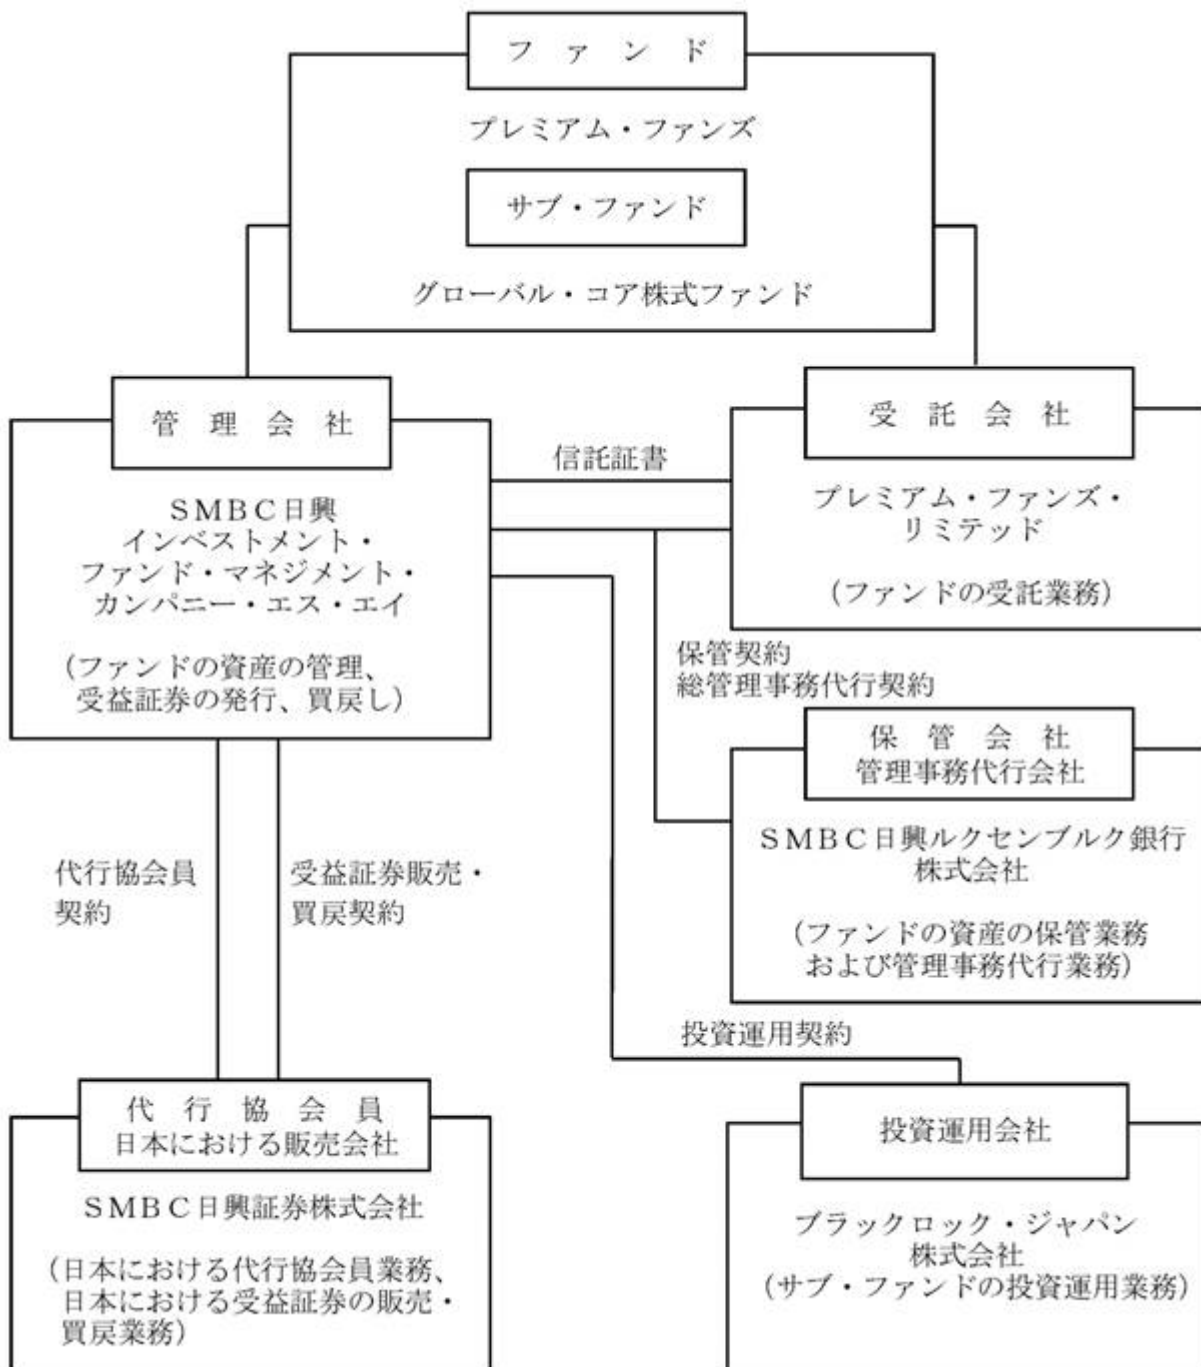 ファンド
プレミアム・ファンズ
サブ・ファンド
グローバル・コア株式ファンド
管理会社
SMBC日興
インベストメント・
ファンド・マネジメント・
カンパニー・エス・エイ
(ファンドの資産の管理、
受益証券の発行、買戻し)
信託証書
受託会社
プレミアム・ファンズ・
リミテッド
(ファンドの受託業務)
保管契約
総管理事務代行契約
保管会社
管理事務代行会社
SMBC日興ルクセンブルク銀行
株式会社
(ファンドの資産の保管業務
および管理事務代行業務)
代行協会員
契約
受益証券販売・
買戻契約
投資運用契約
代行協会員
日本における販売会社
SMBC日興証券株式会社
(日本における代行協会員業務、
日本における受益証券の販売・
買戻業務)
投資運用会社
ブラックロック・ジャパン
株式会社
(サブ・ファンドの投資運用業務)